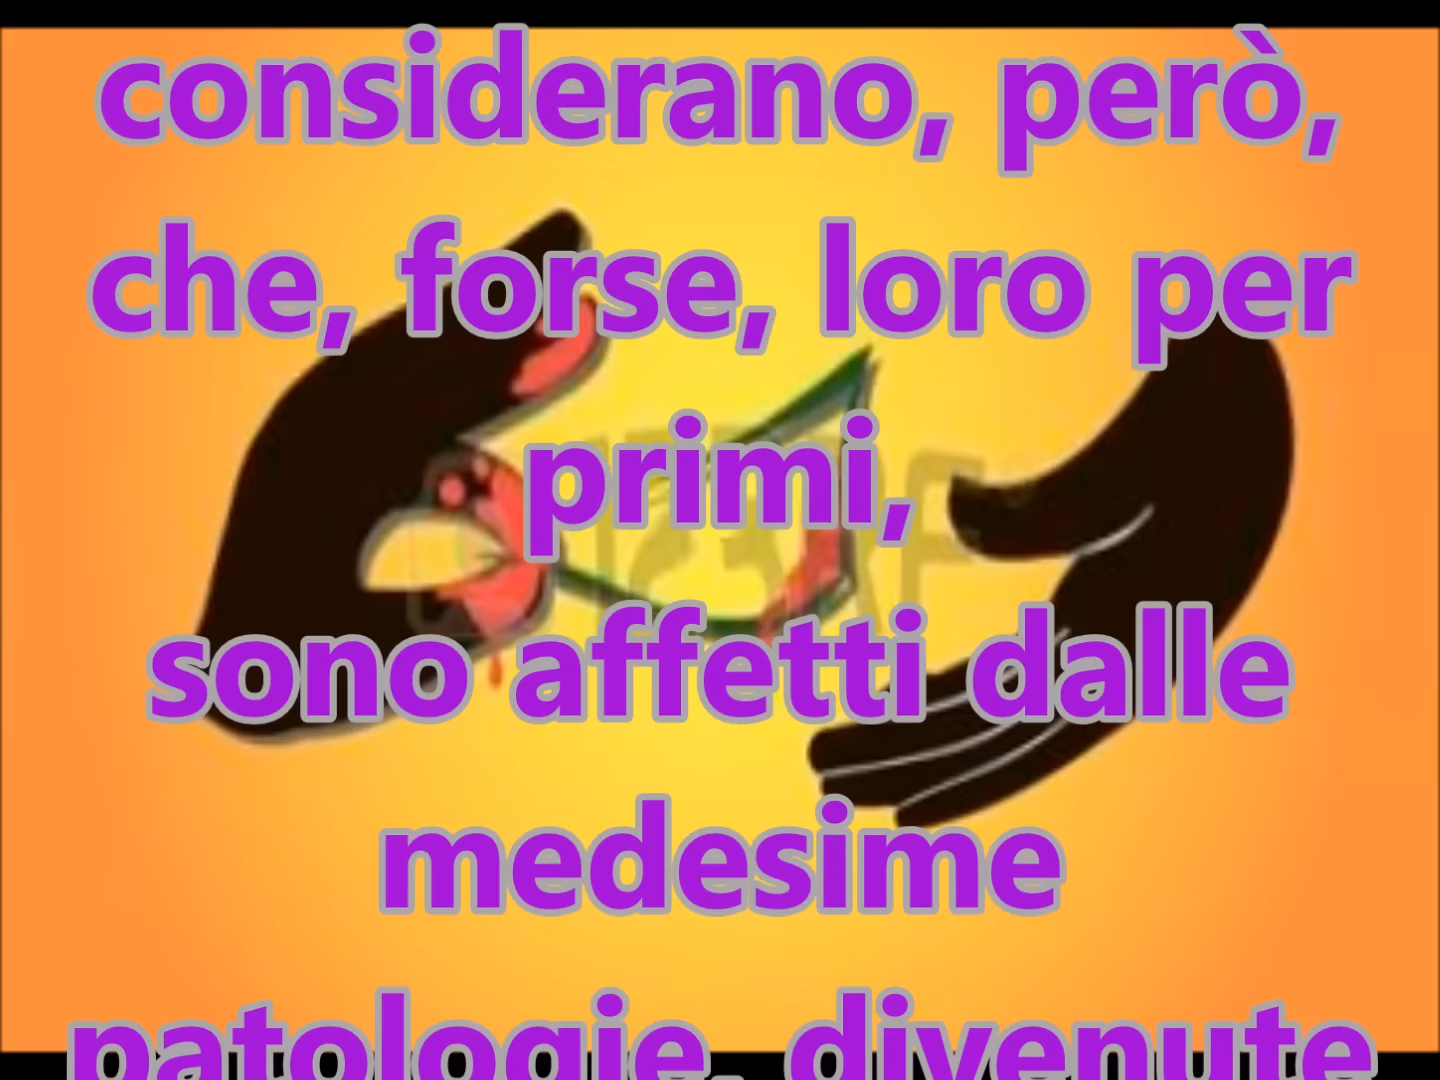 considerano, però,
che, forse, loro per
primi,
sono affetti dalle
medesime
patologie, divenute